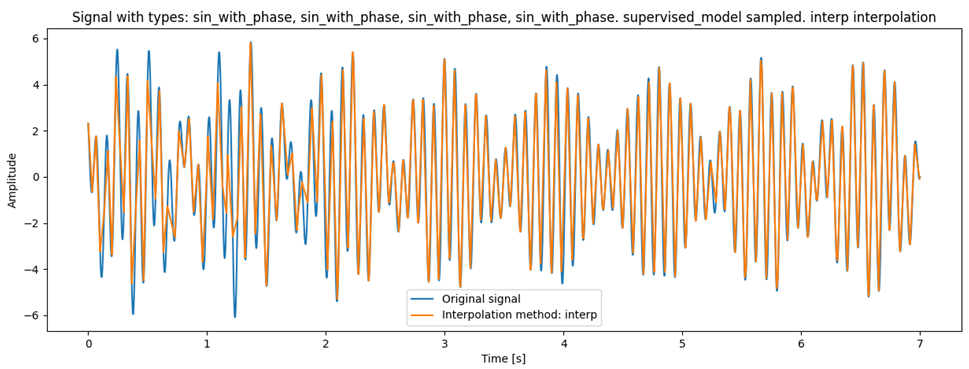 Signal with types: sin_with_phase, sin_with_phase, sin_with_phase, sin_with_phase. supervised_model sampled. interp interpolation
6
4
2
0
−2
−4
−6
Amplitude
Original signal
Interpolation method: interp
0 1 2 3 4 5 6 7
Time [s]